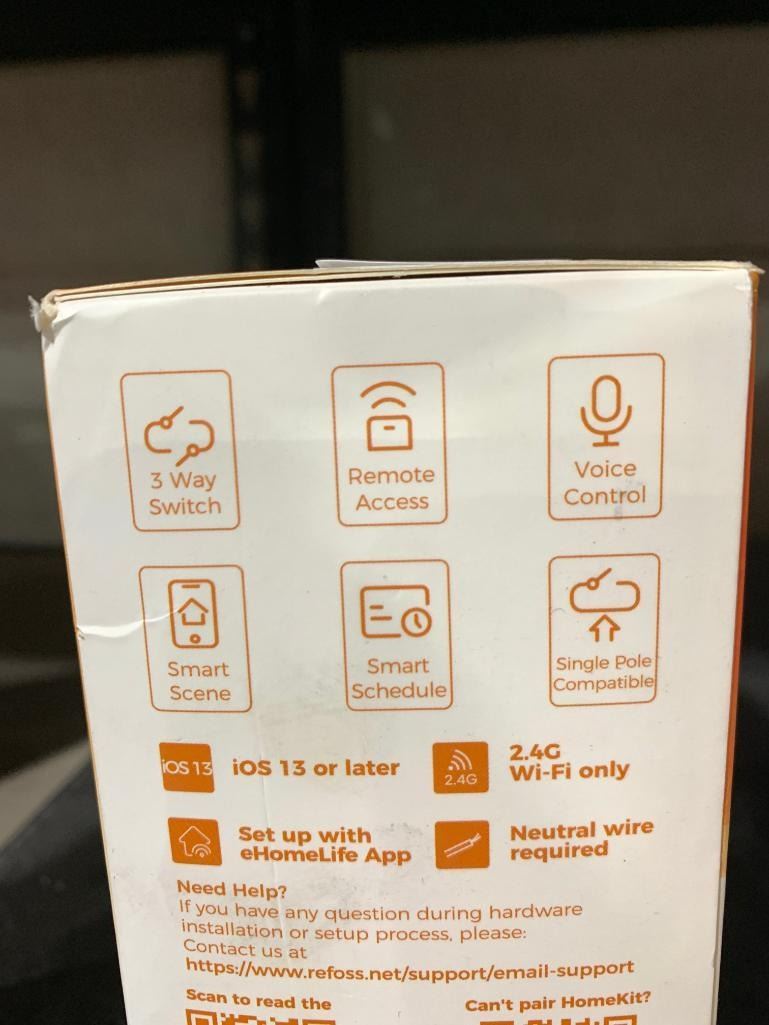 3 Way
Switch
Remote
Access
Voice
Control
Smart
Scene
Smart
Schedule
Single Pole
Compatible
iOS 13
iOS 13 or later
2.4G
2.4G
Wi-Fi only
Set up with
eHomeLife App
Neutral wire
required
Need Help?
If you have any question during hardware
installation or setup process, please:
Contact us at
https://www.refoss.net/support/email-support
Scan to read the
Can't pair HomeKit?